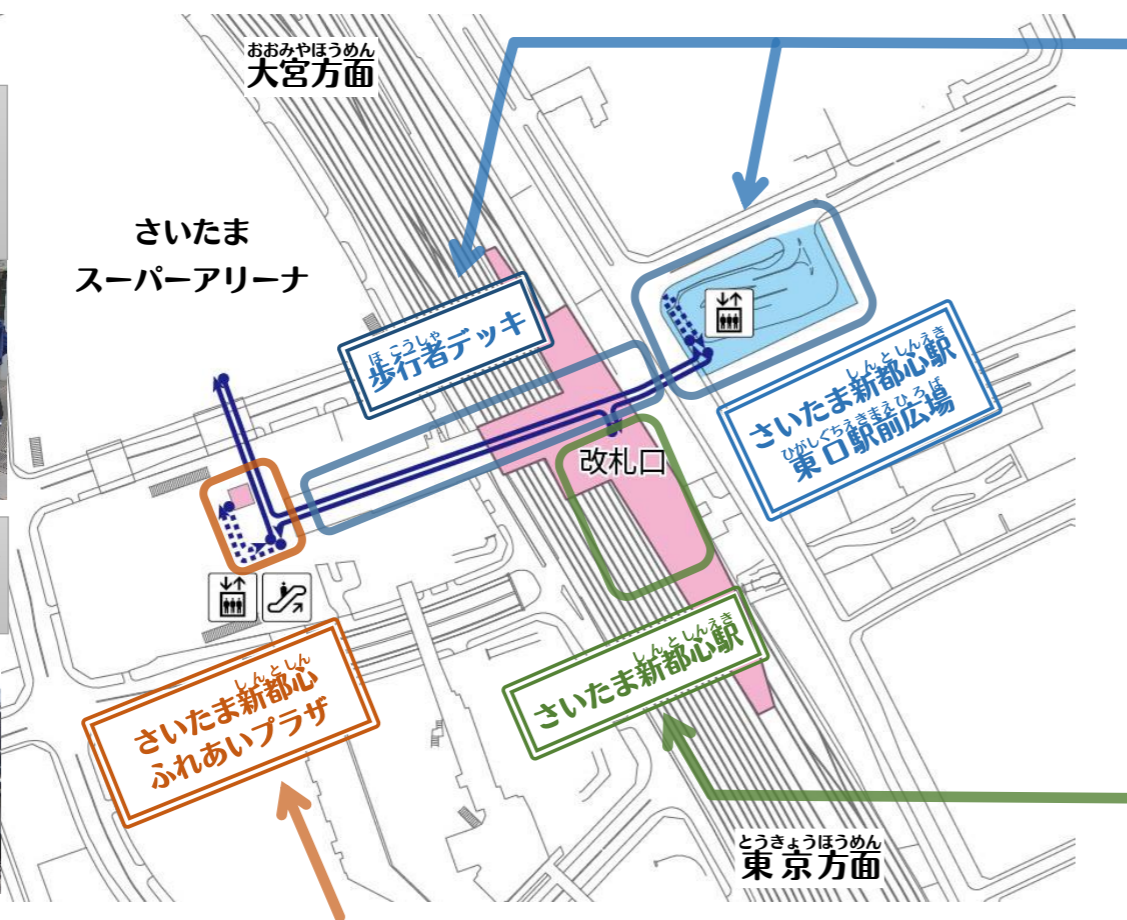 おおみやほうめん
大宮方面
さいたま
スーパーアリーナ
ほこうしゃ
歩行者デッキ
しんとしんえき
さいたま新都心駅
ひがしぐちえきまえひろば
東口駅前広場
改札口
しんとしんえき
さいたま新都心駅
しんとしん
さいたま新都心
ふれあいプラザ
とうきょうほうめん
東京方面